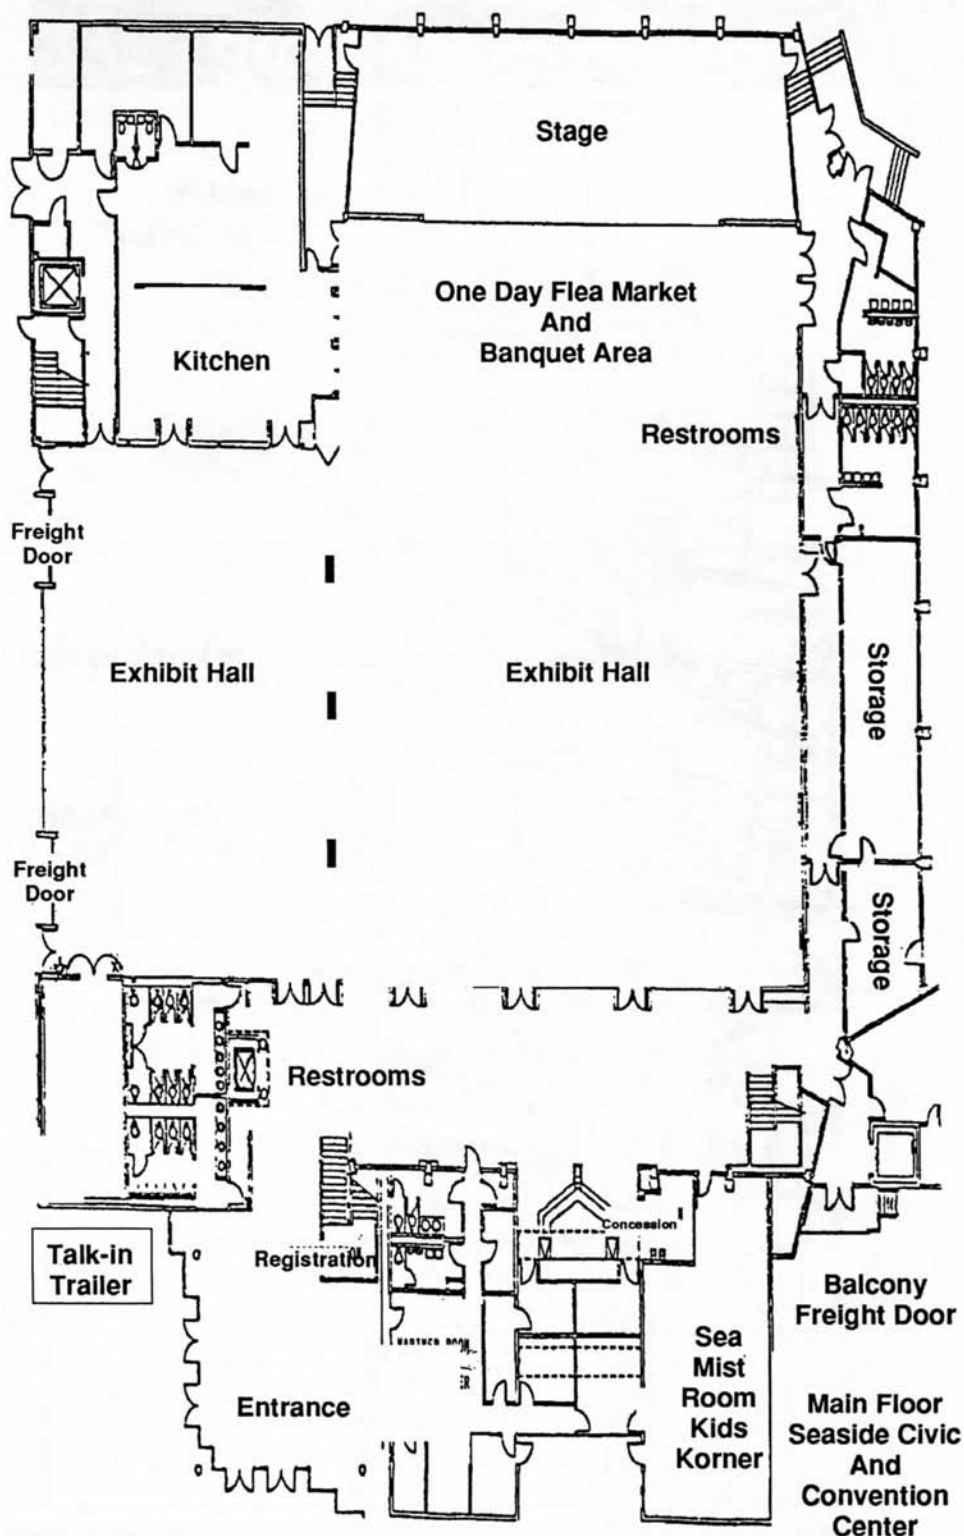 Stage
One Day Flea Market
And
Banquet Area
Kitchen
Restrooms
Freight
Door
Exhibit Hall
Exhibit Hall
Storage
Freight
Door
Storage
Restrooms
Concession
Registration
Talk-in
Trailer
Balcony
Freight Door
Sea
Mist
Room
Kids
Korner
Entrance
Main Floor
Seaside Civic
And
Convention
Center